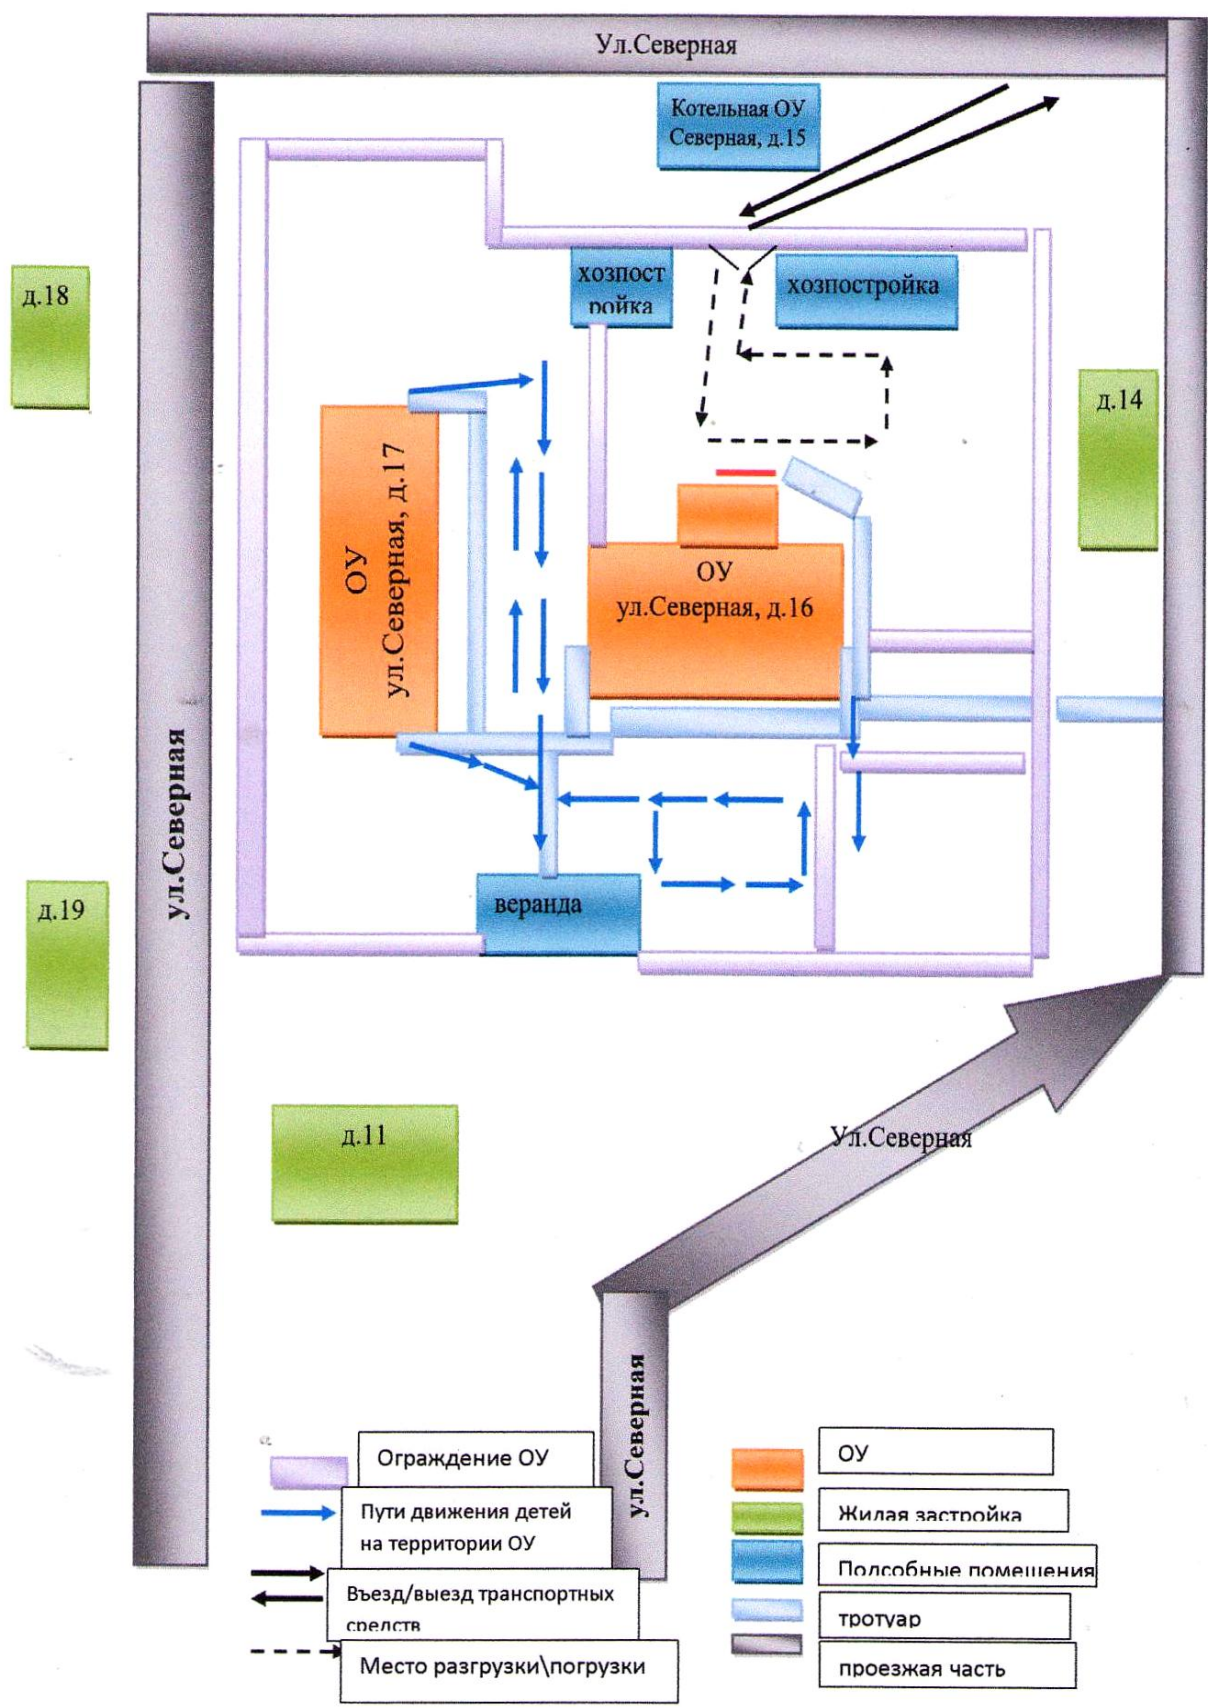 Ул.Северная
Котельная ОУ
Северная, д.15
хозпост
ройка
хозпостройка
д.18
д.14
ОУ
ул.Северная, д.17
ОУ
ул.Северная, д.16
ул.Северная
д.19
веранда
д.11
Ул.Северная
ул.Северная
Ограждение ОУ
Пути движения детей
на территории ОУ
Въезд/выезд транспортных
средств
Место разгрузки\погрузки
ОУ
Жилая застройка
Подсобные помещения
тротуар
проезжая часть